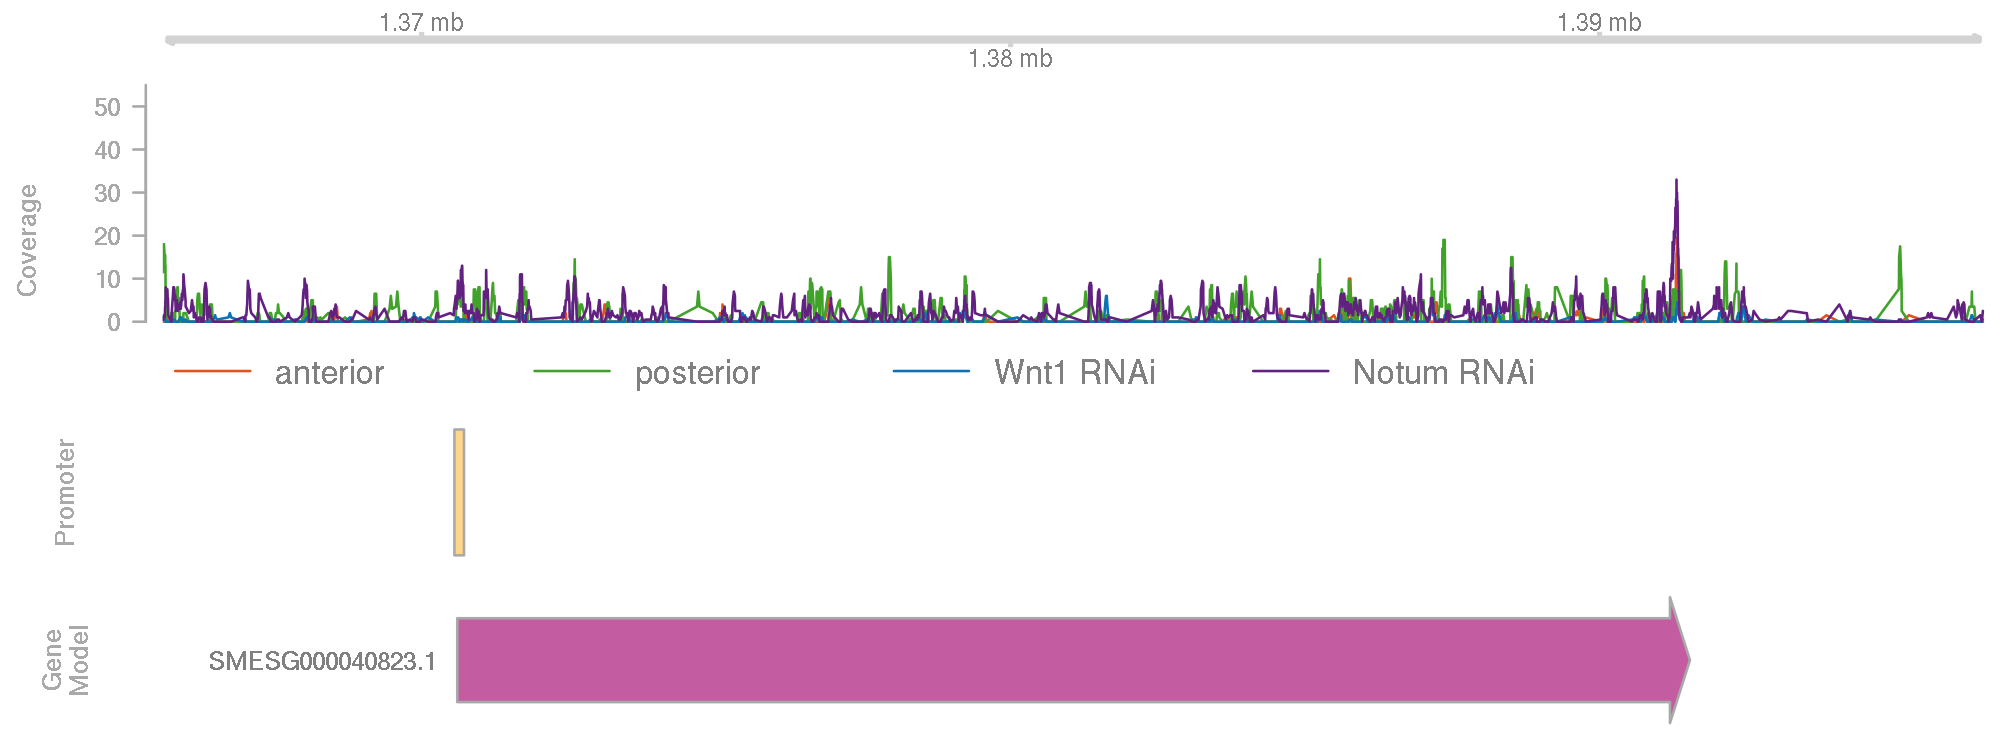 1.37 mb
1.39 mb
1.38 mb
50
40
30
20
10
0
Coverage
anterior posterior Wnt1 RNAi Notum RNAi
Promoter
Gene
Model
SMESG000040823.1